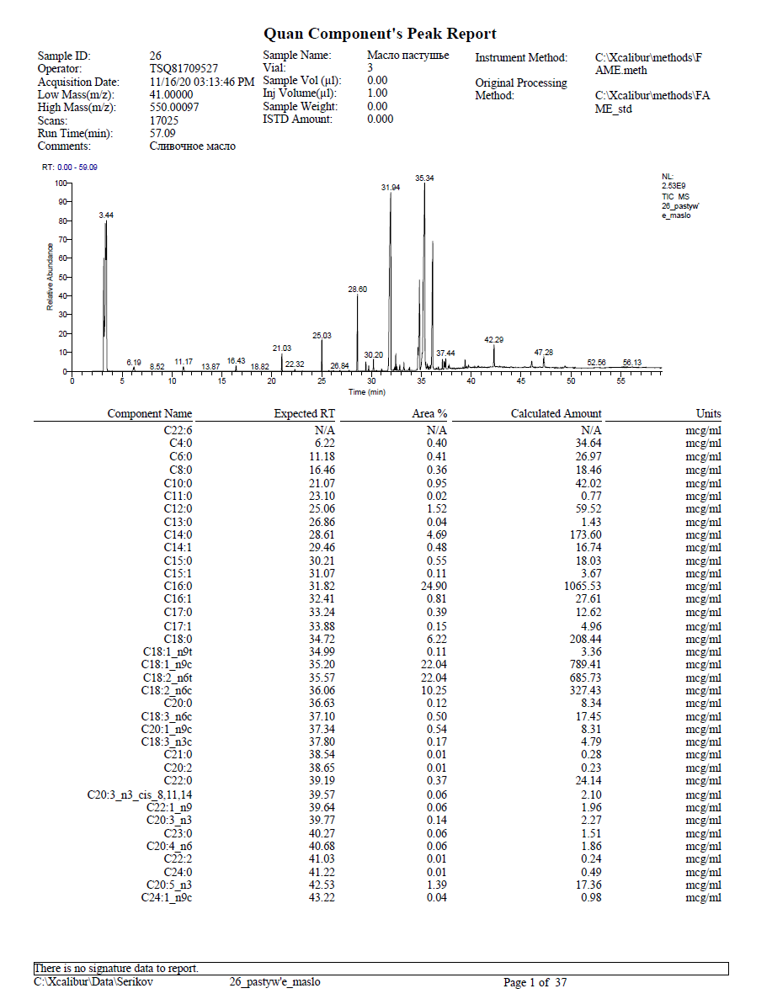 Quan Component's Peak Report
Sample ID: 26
Operator: TSQ81709527
Acquisition Date: 11/16/20 03:13:46 PM
Low Mass(m/z): 41.00000
High Mass(m/z): 550.00097
Scans: 17025
Run Time(min): 57.09
Comments: Сливочное масло
Sample Name: Масло пастушье
Vial: 3
Sample Vol (µl): 0.00
Inj Volume(µl): 1.00
Sample Weight: 0.00
ISTD Amount: 0.000
Instrument Method: C:\Xcalibur\methods\F
AME.meth
Original Processing
Method: C:\Xcalibur\methods\FA
ME_std
RT: 0.00 - 59.09
NL:
2.53E9
TIC MS
26_pastyw'
e_maslo
Relative Abundance
100
90
80
70
60
50
40
30
20
10
0
3.44
6.19
8.52
11.17
13.87
16.43
18.82
21.03
22.32
25.03
26.84
28.60
30.20
31.94
35.34
37.44
42.29
47.28
52.56
56.13
0 5 10 15 20 25 30 35 40 45 50 55
Time (min)
Component Name Expected RT Area % Calculated Amount Units
C22:6 N/A N/A N/A mcg/ml
C4:0 6.22 0.40 34.64 mcg/ml
C6:0 11.18 0.41 26.97 mcg/ml
C8:0 16.46 0.36 18.46 mcg/ml
C10:0 21.07 0.95 42.02 mcg/ml
C11:0 23.10 0.02 0.77 mcg/ml
C12:0 25.06 1.52 59.52 mcg/ml
C13:0 26.86 0.04 1.43 mcg/ml
C14:0 28.61 4.69 173.60 mcg/ml
C14:1 29.46 0.48 16.74 mcg/ml
C15:0 30.21 0.55 18.03 mcg/ml
C15:1 31.07 0.11 3.67 mcg/ml
C16:0 31.82 24.90 1065.53 mcg/ml
C16:1 32.41 0.81 27.61 mcg/ml
C17:0 33.24 0.39 12.62 mcg/ml
C17:1 33.88 0.15 4.96 mcg/ml
C18:0 34.72 6.22 208.44 mcg/ml
C18:1_n9t 34.99 0.11 3.36 mcg/ml
C18:1_n9c 35.20 22.04 789.41 mcg/ml
C18:2_n6t 35.57 22.04 685.73 mcg/ml
C18:2_n6c 36.06 10.25 327.43 mcg/ml
C20:0 36.63 0.12 8.34 mcg/ml
C18:3_n6c 37.10 0.50 17.45 mcg/ml
C20:1_n9c 37.34 0.54 8.31 mcg/ml
C18:3_n3c 37.80 0.17 4.79 mcg/ml
C21:0 38.54 0.01 0.28 mcg/ml
C20:2 38.65 0.01 0.23 mcg/ml
C22:0 39.19 0.37 24.14 mcg/ml
C20:3_n3_cis_8,11,14 39.57 0.06 2.10 mcg/ml
C22:1_n9 39.64 0.06 1.96 mcg/ml
C20:3_n3 39.77 0.14 2.27 mcg/ml
C23:0 40.27 0.06 1.51 mcg/ml
C20:4_n6 40.68 0.06 1.86 mcg/ml
C22:2 41.03 0.01 0.24 mcg/ml
C24:0 41.22 0.01 0.49 mcg/ml
C20:5_n3 42.53 1.39 17.36 mcg/ml
C24:1_n9c 43.22 0.04 0.98 mcg/ml
There is no signature data to report.
C:\Xcalibur\Data\Serikov 26_pastyw'e_maslo Page 1 of 37